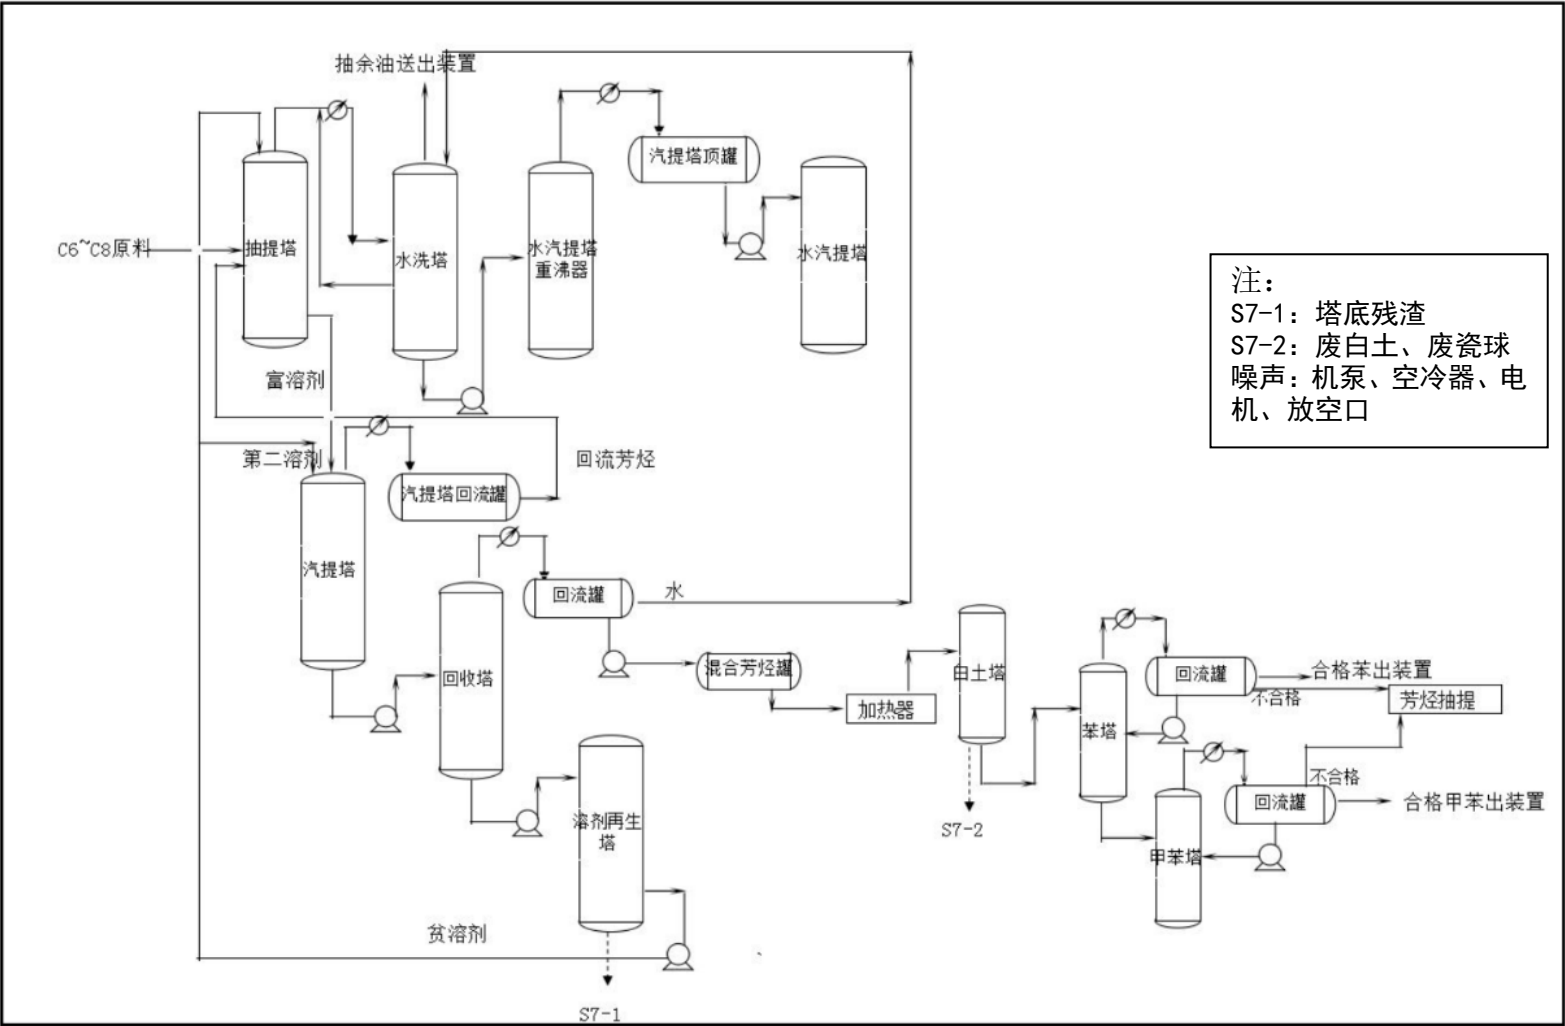 抽余油送出装置
汽提塔顶罐
C6~C8原料
抽提塔
水洗塔
水汽提塔
重沸器
水汽提塔
注：
S7-1：塔底残渣
S7-2：废白土、废瓷球
噪声：机泵、空冷器、电
机、放空口
富溶剂
第二溶剂
回流芳烃
汽提塔回流罐
汽提塔
回流罐
水
回收塔
混合芳烃罐
加热器
白土塔
回流罐
合格苯出装置
不合格
芳烃抽提
苯塔
不合格
回流罐
合格甲苯出装置
甲苯塔
溶剂再生
塔
S7-2
贫溶剂
S7-1